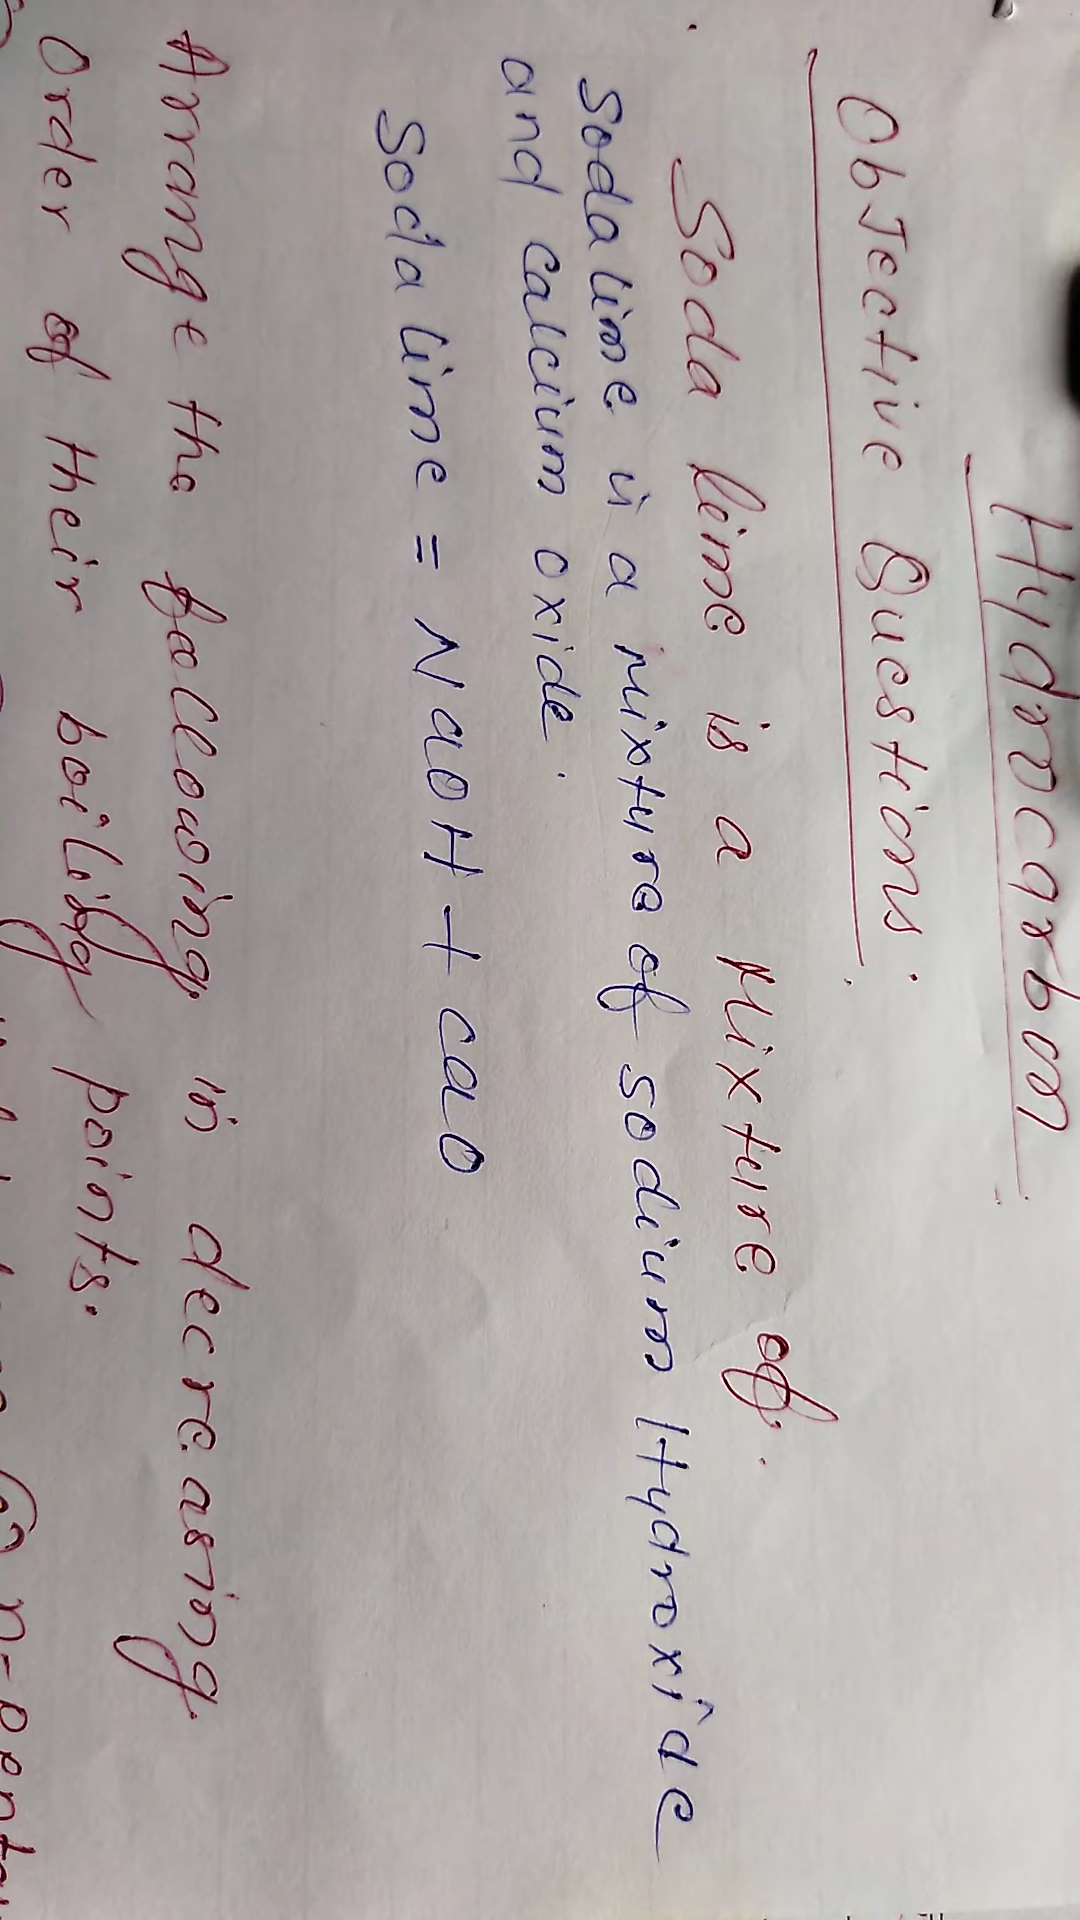 Hydrocarbon
Objective Questions.
Soda lime is a Mixture of.
Soda lime is a Mixture of sodium Hydroxide
and calcium oxide.
Soda lime = NaOH + CaO
Arrange the following in decreasing
Order of their boiling points.
n-penta